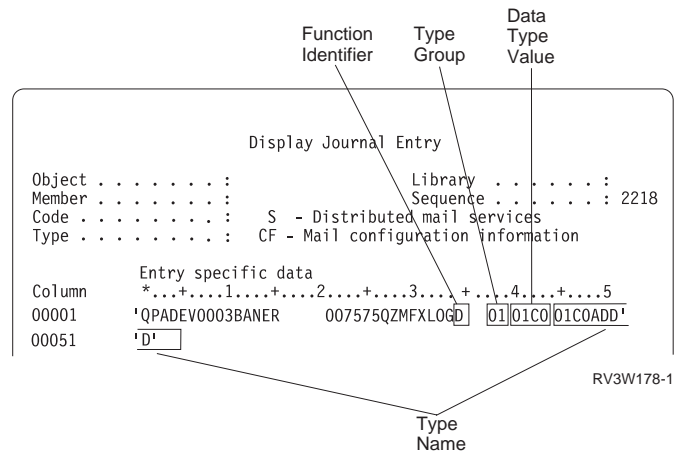 Function Identifier
Type Group
Data Type Value
Display Journal Entry
Object . . . . . . . :   Library . . . . . . :
Member . . . . . . . :   Sequence . . . . . . : 2218
Code . . . . . . . . :   S  - Distributed mail services
Type . . . . . . . . :   CF - Mail configuration information
Entry specific data
Column   *...+....1....+....2....+....3....+....4....+....5
00001   'QPADEV0003BANER   007575QZMFXLOGD  01 01C0 01C0ADD'
00051   'D'
RV3W178-1
Type Name